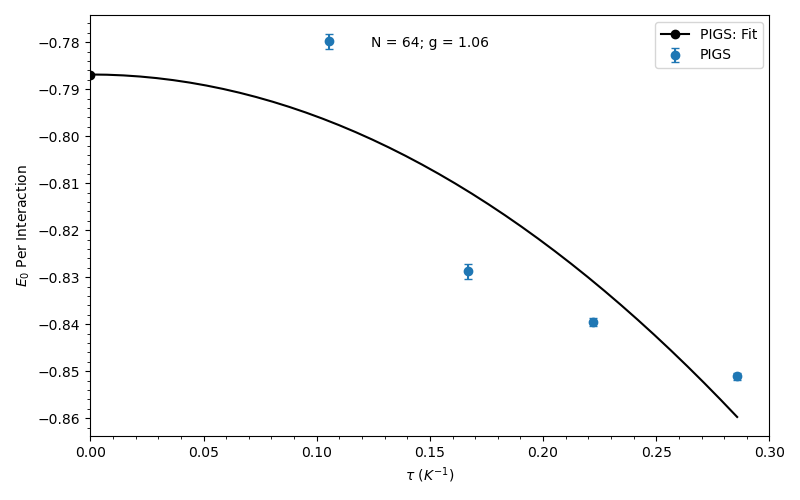 N = 64; g = 1.06
PIGS: Fit
PIGS
−0.78
−0.79
−0.80
−0.81
−0.82
−0.83
−0.84
−0.85
−0.86
E₀ Per Interaction
0.00 0.05 0.10 0.15 0.20 0.25 0.30
τ (K⁻¹)